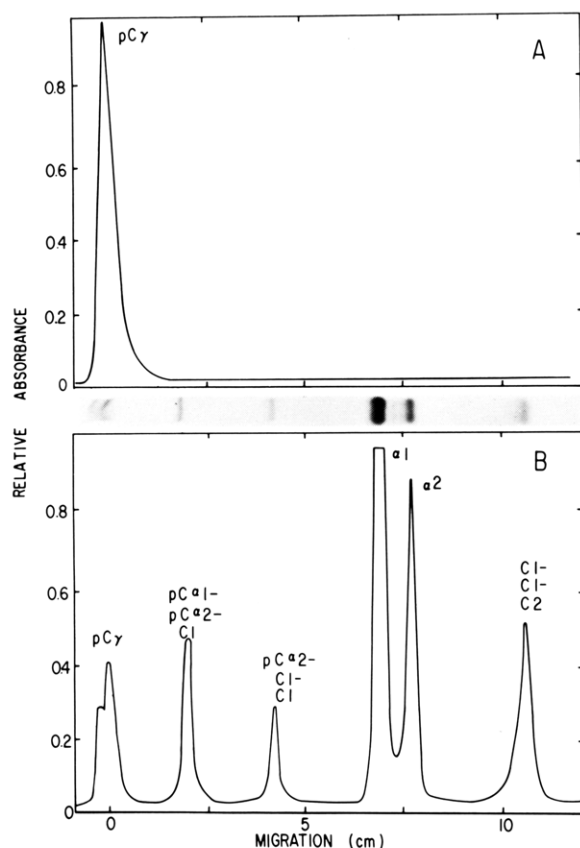 pCγ
A
0.8
0.6
0.4
0.2
0
RELATIVE ABSORBANCE
B
α1
α2
0.8
0.6
0.4
0.2
0
pCγ
pCα1-
pCα2-
C1
pCα2-
C1-
C1
C1-
C1-
C2
0
5
10
MIGRATION (cm)